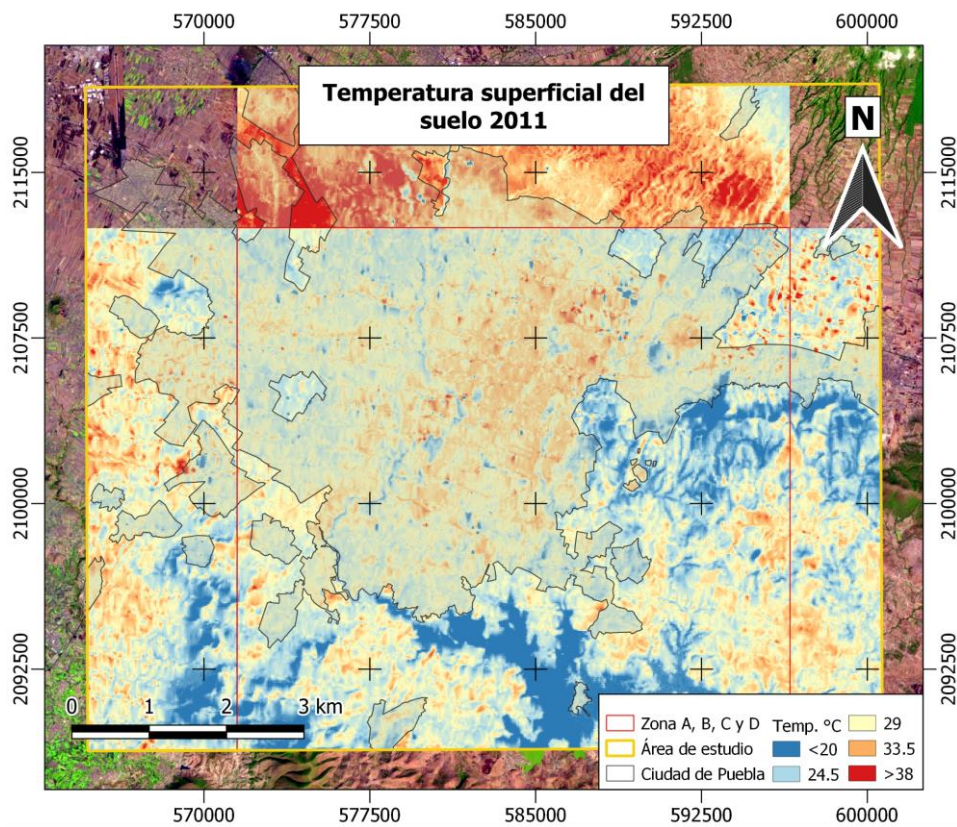 570000 577500 585000 592500 600000
Temperatura superficial del
suelo 2011
N
2115000 2115000
2107500 2107500
2100000 2100000
2092500 2092500
0 1 2 3 km
Zona A, B, C y D
Área de estudio
Ciudad de Puebla
Temp. °C
<20
24.5
29
33.5
>38
570000 577500 585000 592500 600000